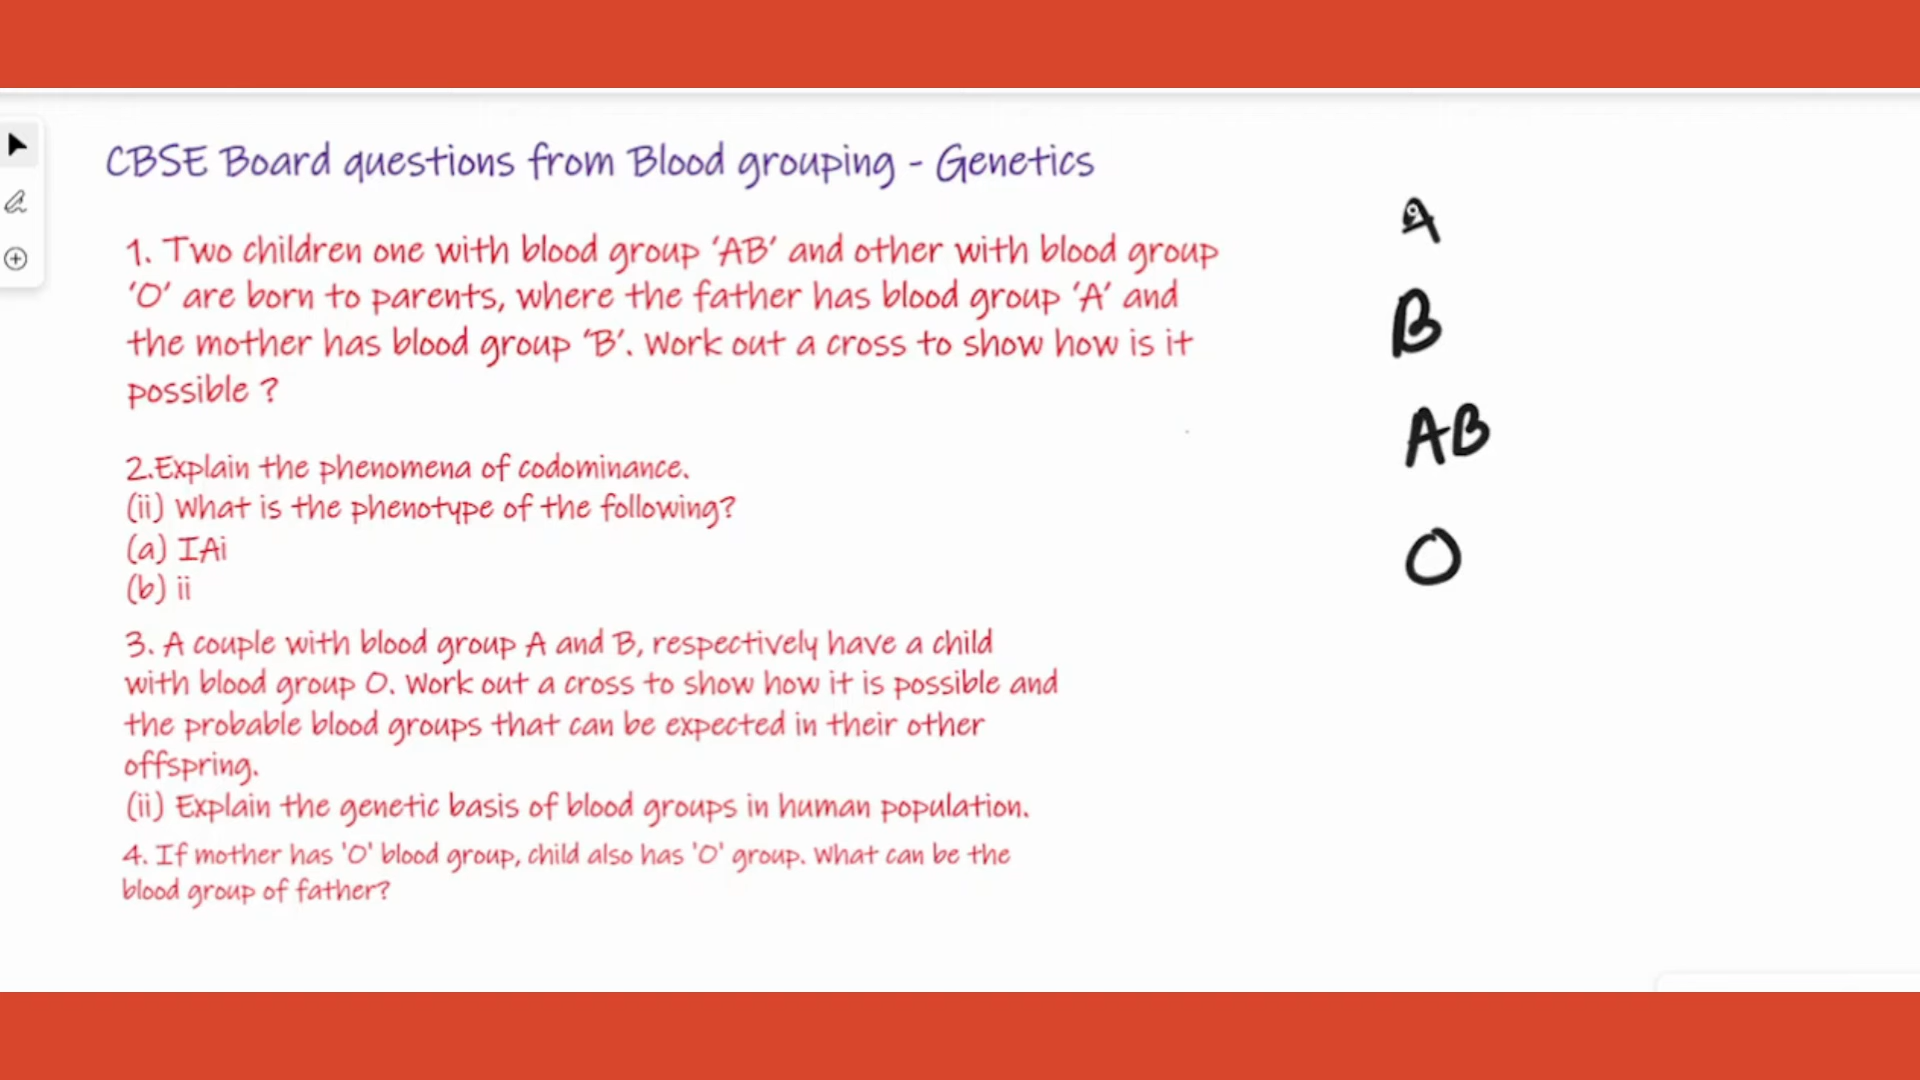 CBSE Board questions from Blood grouping - Genetics
1. Two children one with blood group ‘AB’ and other with blood group
‘O’ are born to parents, where the father has blood group ‘A’ and
the mother has blood group ‘B’. Work out a cross to show how is it
possible ?
2.Explain the phenomena of codominance.
(ii) What is the phenotype of the following?
(a) IAi
(b) ii
3. A couple with blood group A and B, respectively have a child
with blood group O. Work out a cross to show how it is possible and
the probable blood groups that can be expected in their other
offspring.
(ii) Explain the genetic basis of blood groups in human population.
4. If mother has 'O' blood group, child also has 'O' group. What can be the
blood group of father?
A
B
AB
O